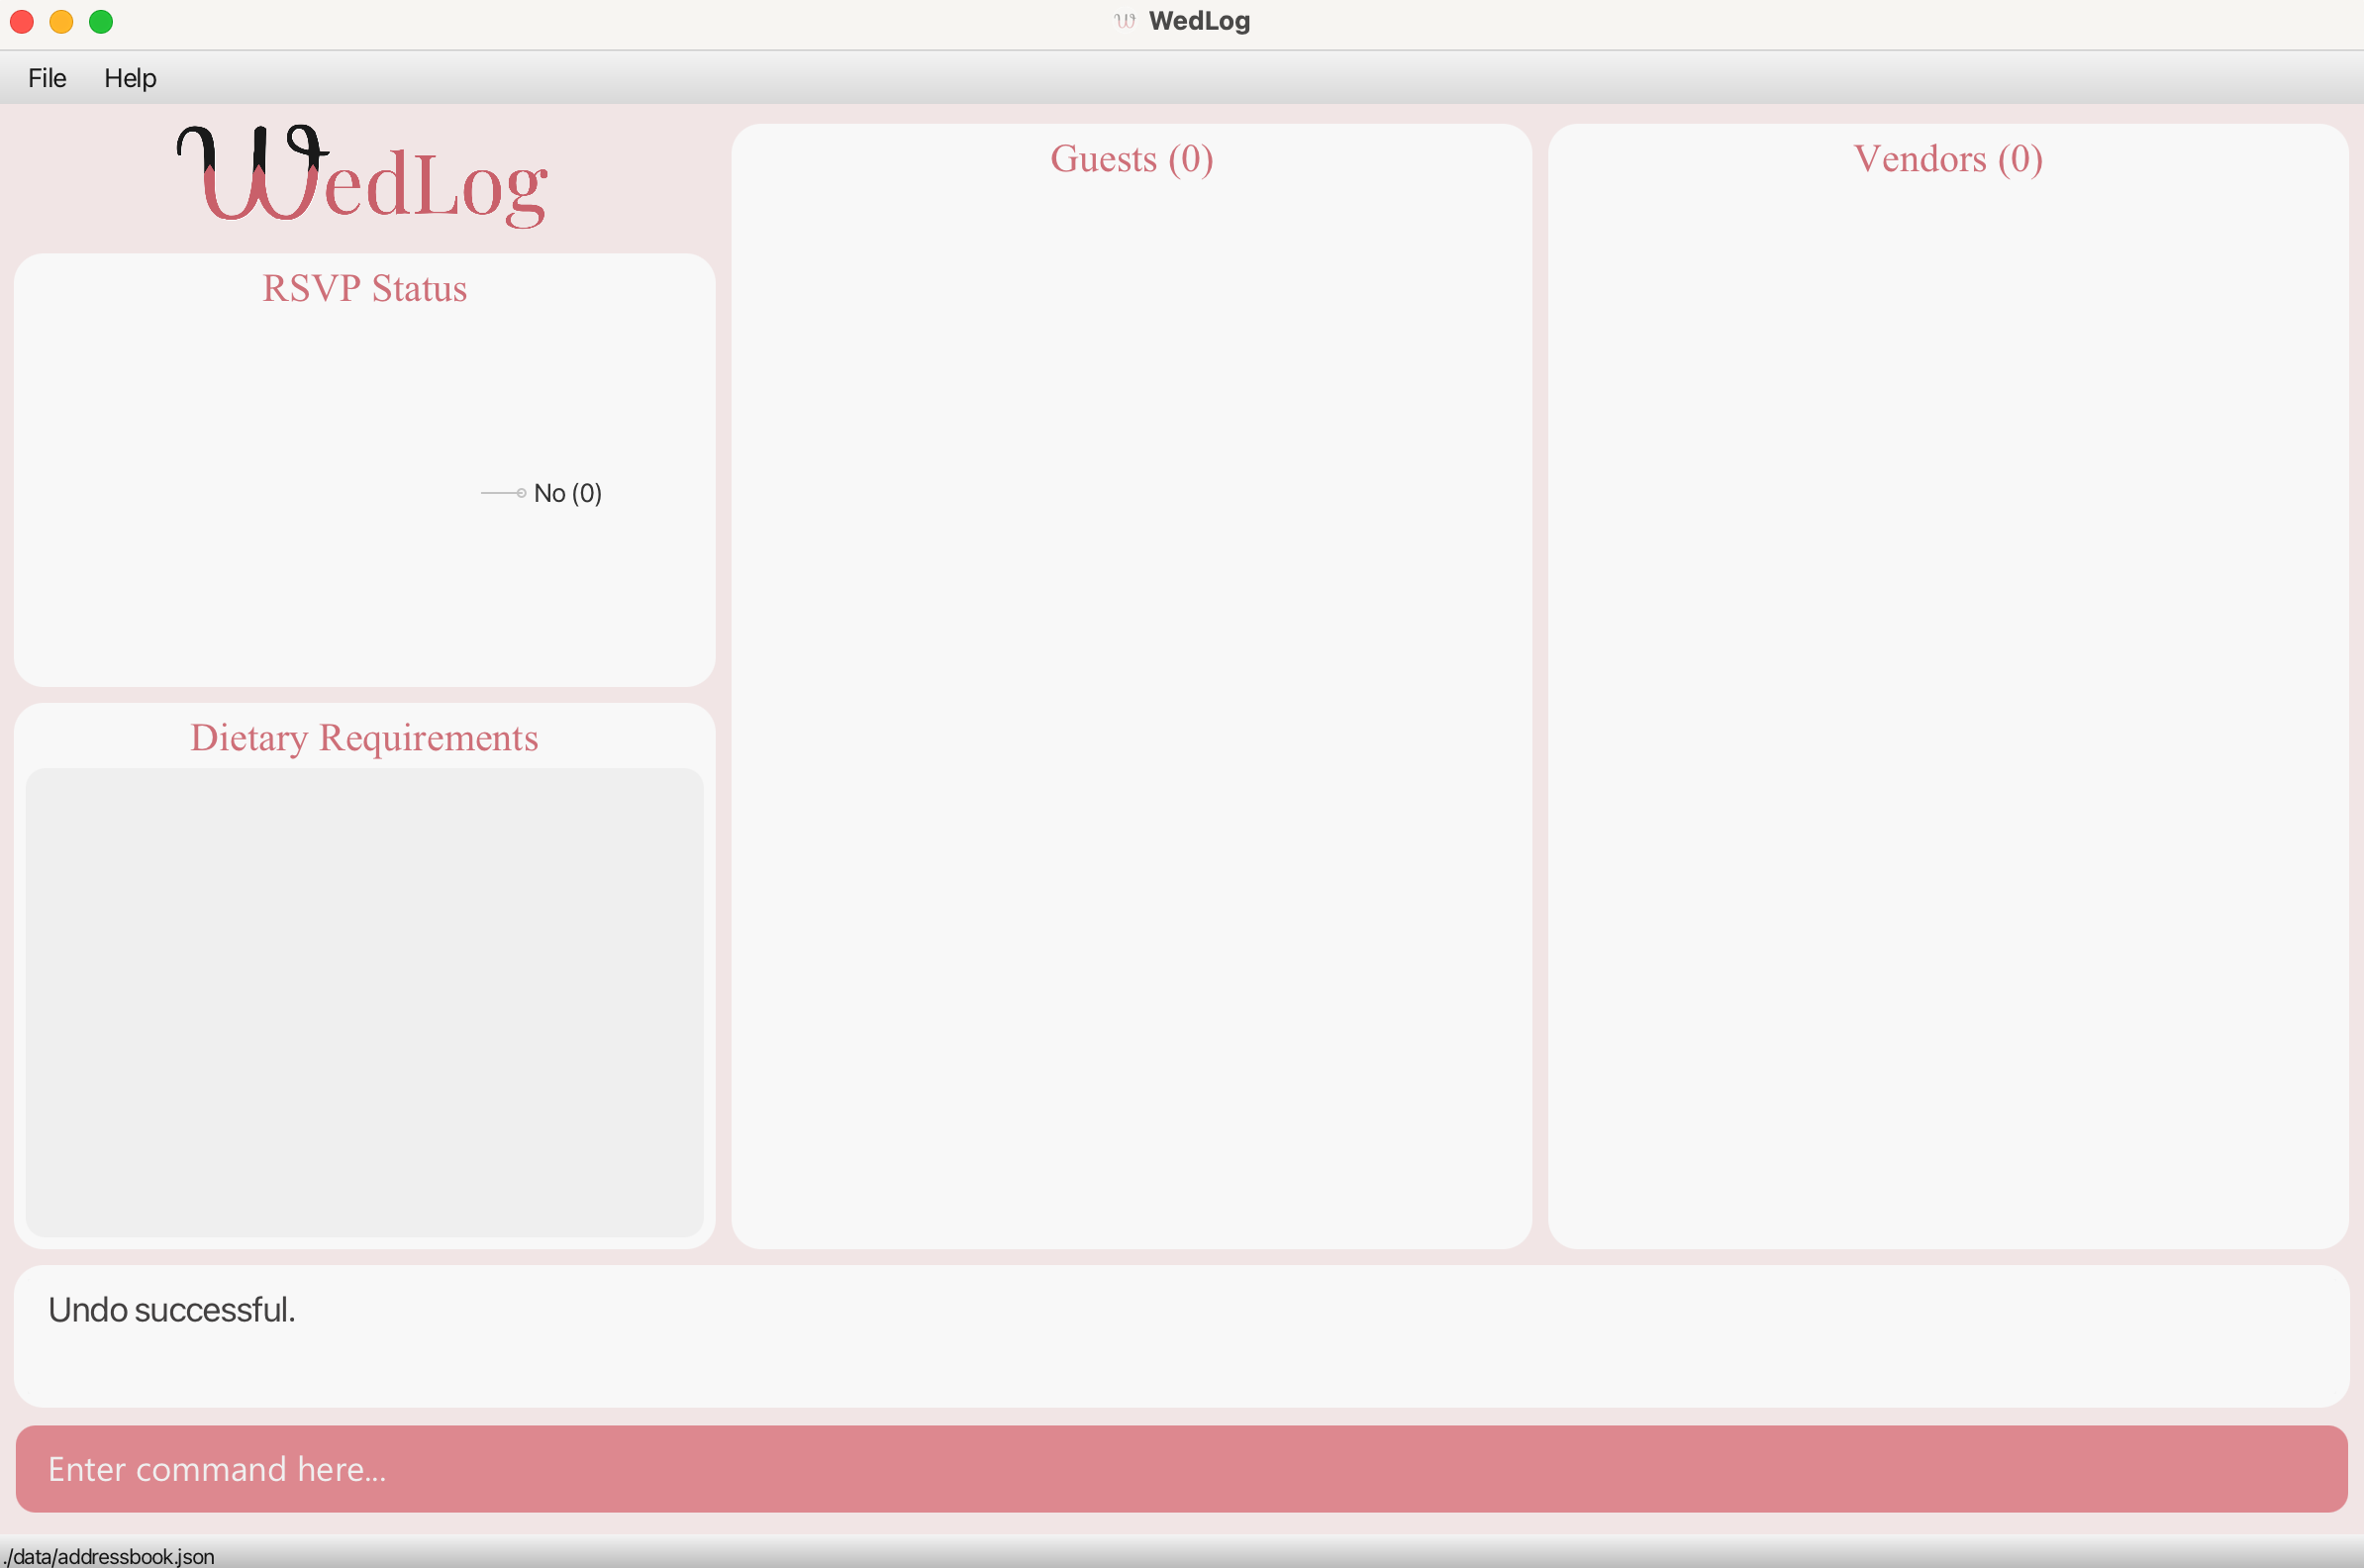 WedLog
File Help
WedLog
RSVP Status
No (0)
Dietary Requirements
Guests (0)
Vendors (0)
Undo successful.
Enter command here...
./data/addressbook.json